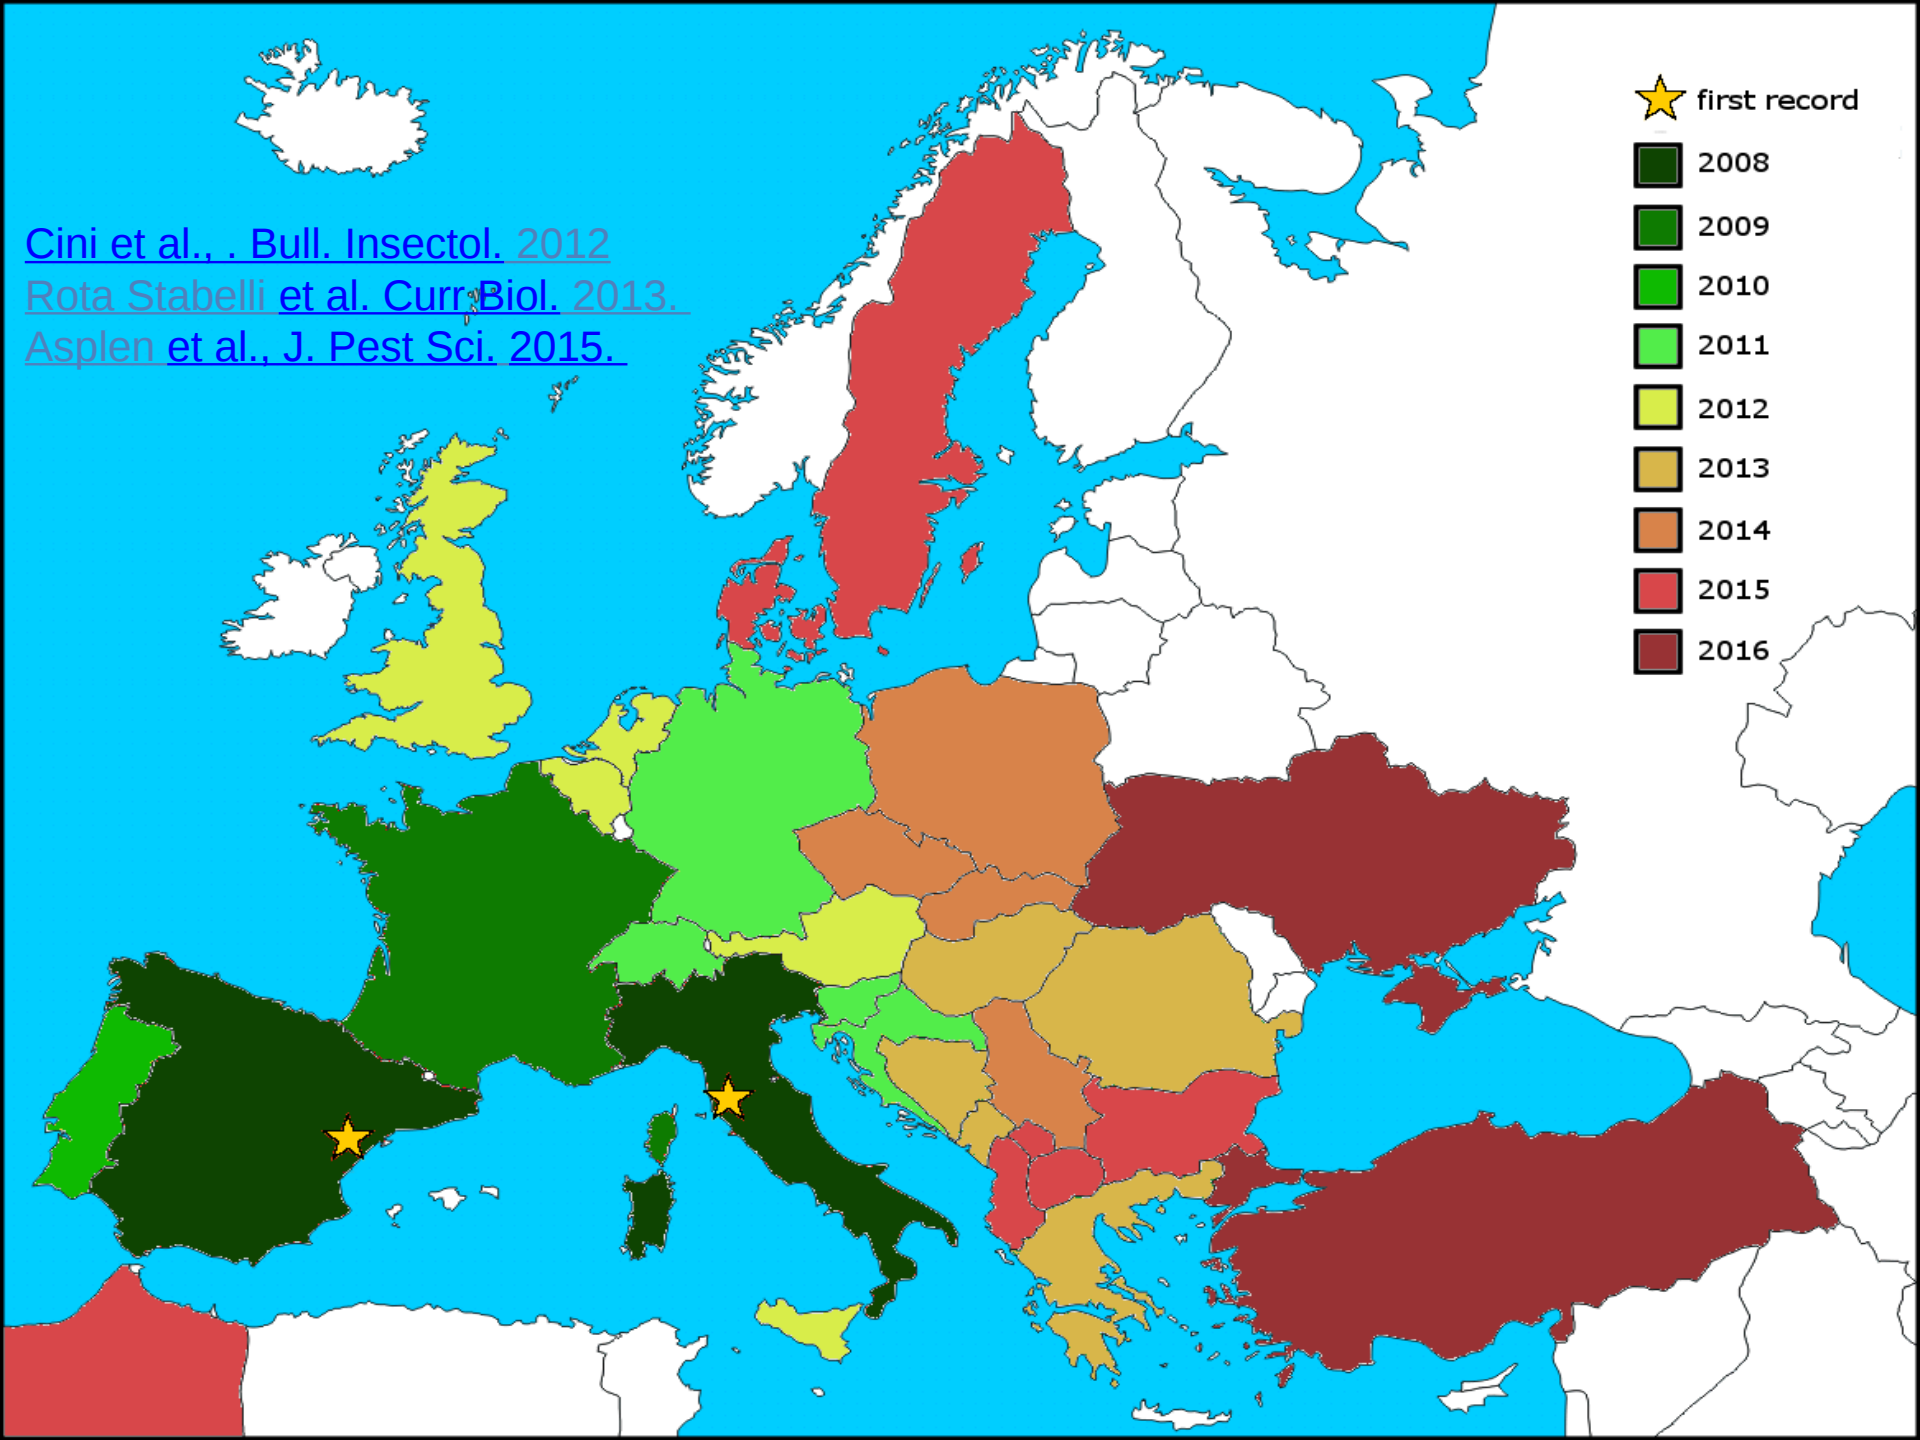 first record
2008
2009
2010
2011
2012
2013
2014
2015
2016
Cini et al., . Bull. Insectol. 2012
Rota Stabelli et al. Curr Biol. 2013.
Asplen et al., J. Pest Sci. 2015.